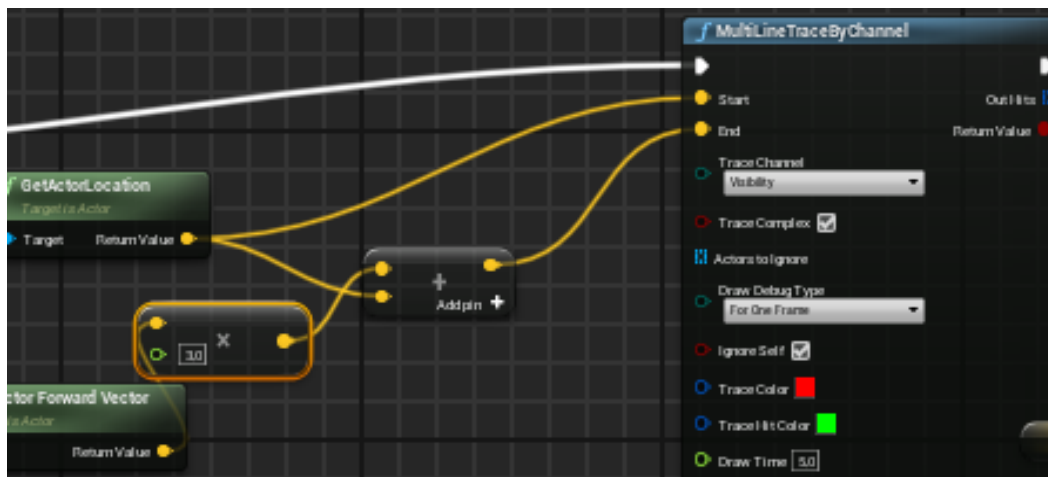 f MultiLineTraceByChannel
Start
Out Hits
End
Return Value
Trace Channel
Visibility
Trace Complex
Actors to Ignore
Draw Debug Type
For One Frame
Ignore Self
Trace Color
Trace Hit Color
Draw Time 5.0
f GetActorLocation
Target is Actor
Target Return Value
+
Add pin +
X
3.0
ctor Forward Vector
is Actor
Return Value